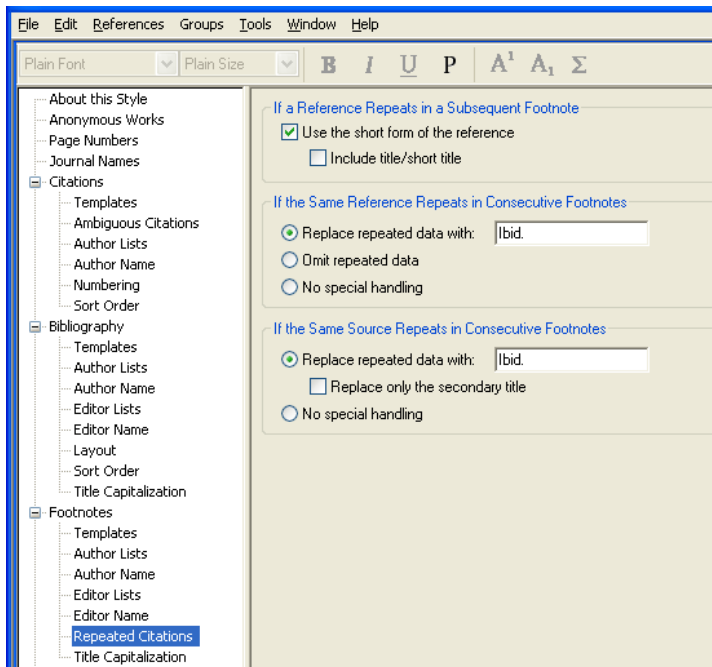 File Edit References Groups Tools Window Help
Plain Font Plain Size B I U P A1 A1 Σ
About this Style
Anonymous Works
Page Numbers
Journal Names
Citations
Templates
Ambiguous Citations
Author Lists
Author Name
Numbering
Sort Order
Bibliography
Templates
Author Lists
Author Name
Editor Lists
Editor Name
Layout
Sort Order
Title Capitalization
Footnotes
Templates
Author Lists
Author Name
Editor Lists
Editor Name
Repeated Citations
Title Capitalization
If a Reference Repeats in a Subsequent Footnote
Use the short form of the reference
Include title/short title
If the Same Reference Repeats in Consecutive Footnotes
Replace repeated data with: Ibid.
Omit repeated data
No special handling
If the Same Source Repeats in Consecutive Footnotes
Replace repeated data with: Ibid.
Replace only the secondary title
No special handling